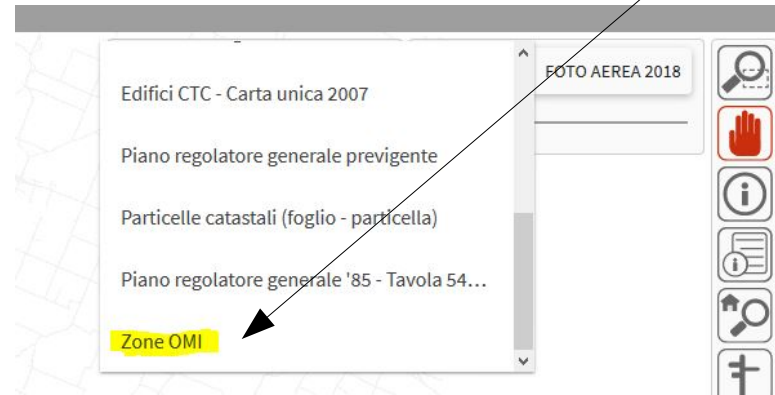 FOTO AEREA 2018
Edifici CTC - Carta unica 2007
Piano regolatore generale previgente
Particelle catastali (foglio - particella)
Piano regolatore generale '85 - Tavola 54...
Zone OMI